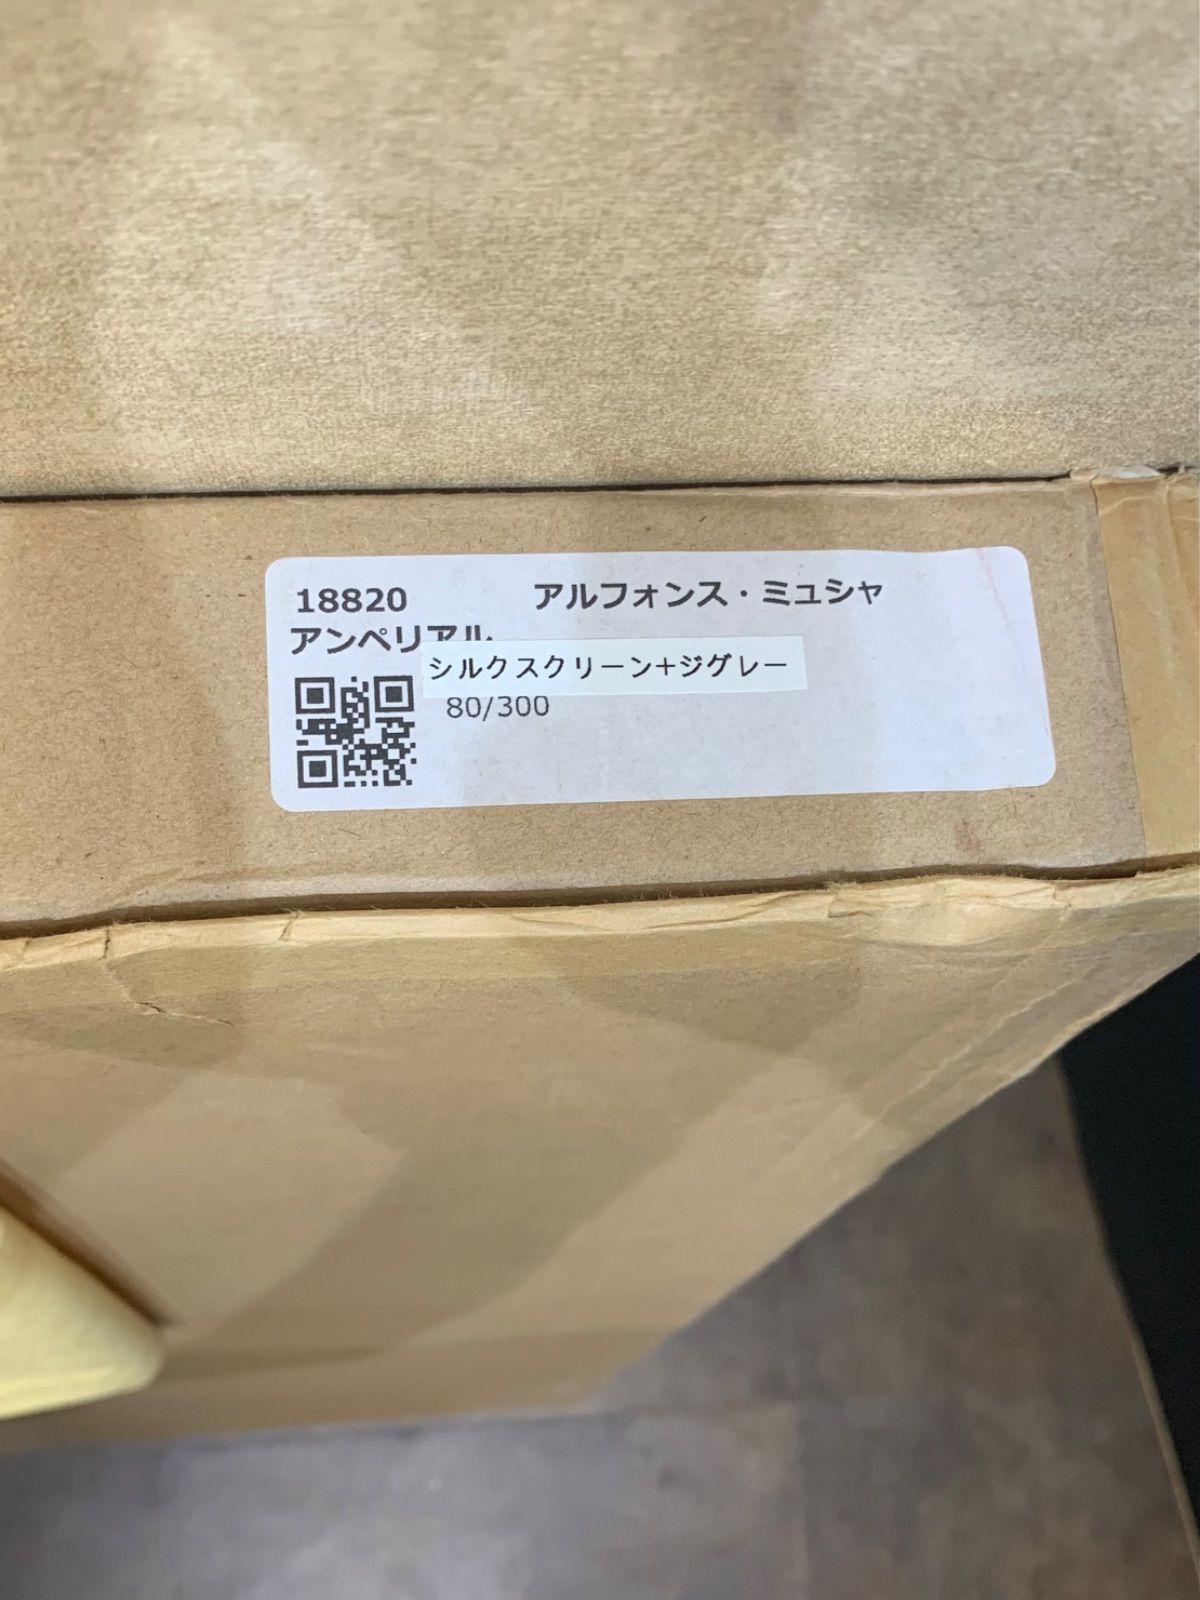 18820 アルフォンス・ミュシャ
アンペリアル
シルクスクリーン+ジグレー
80/300